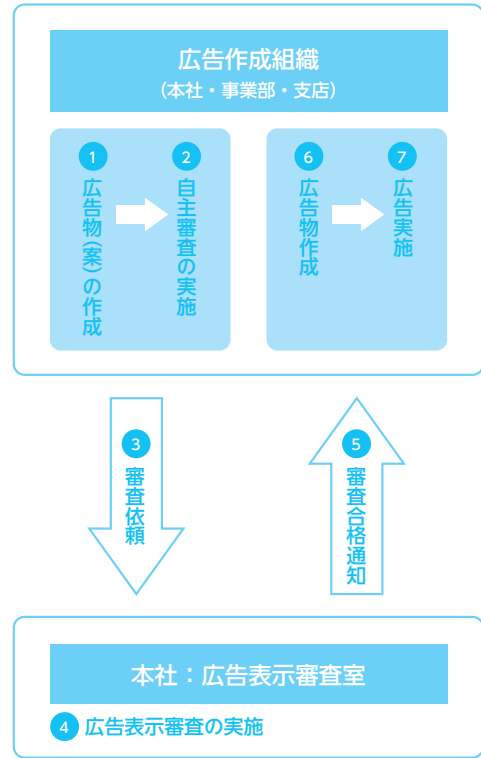 広告作成組織
（本社・事業部・支店）
1
広告物(案)の作成
2
自主審査の実施
6
広告物作成
7
広告実施
3
審査依頼
5
審査合格通知
本社：広告表示審査室
4 広告表示審査の実施